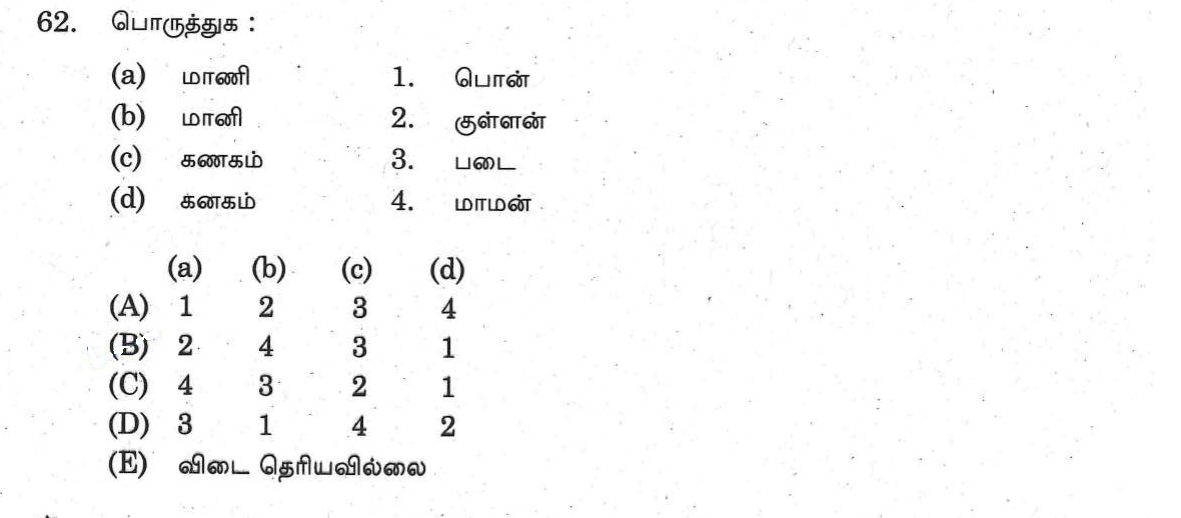 62. பொருத்துக :
(a) மாணி 1. பொன்
(b) மானி 2. குள்ளன்
(c) கணகம் 3. படை
(d) கனகம் 4. மாமன்
(a) (b) (c) (d)
(A) 1 2 3 4
(B) 2 4 3 1
(C) 4 3 2 1
(D) 3 1 4 2
(E) விடை தெரியவில்லை